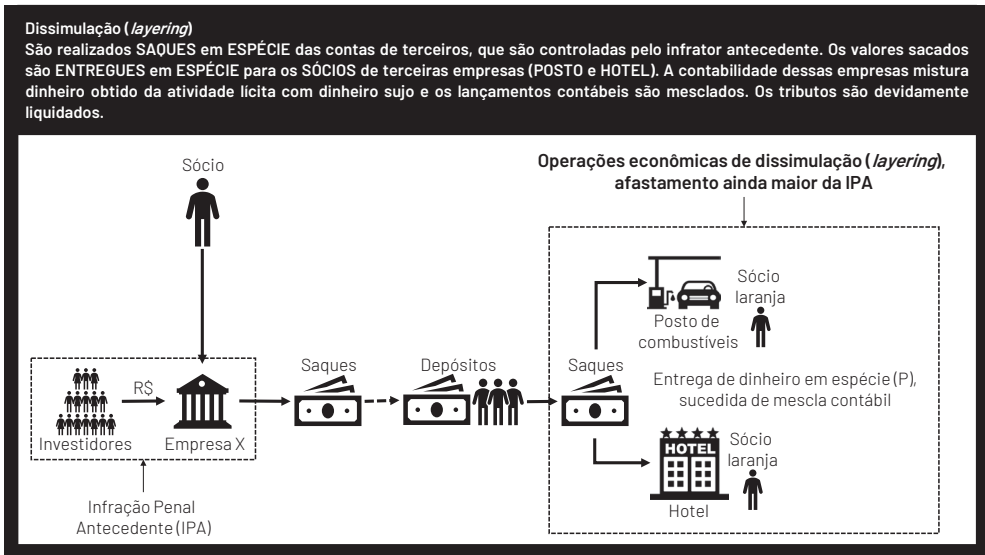 Dissimulação (layering)
São realizados SAQUES em ESPÉCIE das contas de terceiros, que são controladas pelo infrator antecedente. Os valores sacados
são ENTREGUES em ESPÉCIE para os SÓCIOS de terceiras empresas (POSTO e HOTEL). A contabilidade dessas empresas mistura
dinheiro obtido da atividade lícita com dinheiro sujo e os lançamentos contábeis são mesclados. Os tributos são devidamente
liquidados.
Sócio
Operações econômicas de dissimulação (layering),
afastamento ainda maior da IPA
Sócio
laranja
Posto de
combustíveis
Investidores
R$
Empresa X
Saques
Depósitos
Saques
Entrega de dinheiro em espécie (P),
sucedida de mescla contábil
HOTEL
Sócio
laranja
Hotel
Infração Penal
Antecedente (IPA)